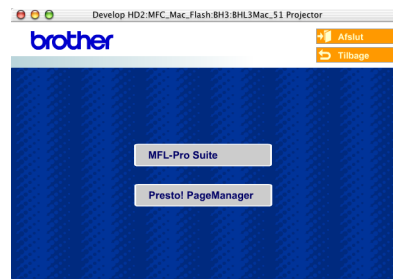 Develop HD2:MFC_Mac_Flash:BH3:BHL3Mac_51 Projector
brother
Afslut
Tilbage
MFL-Pro Suite
Presto! PageManager